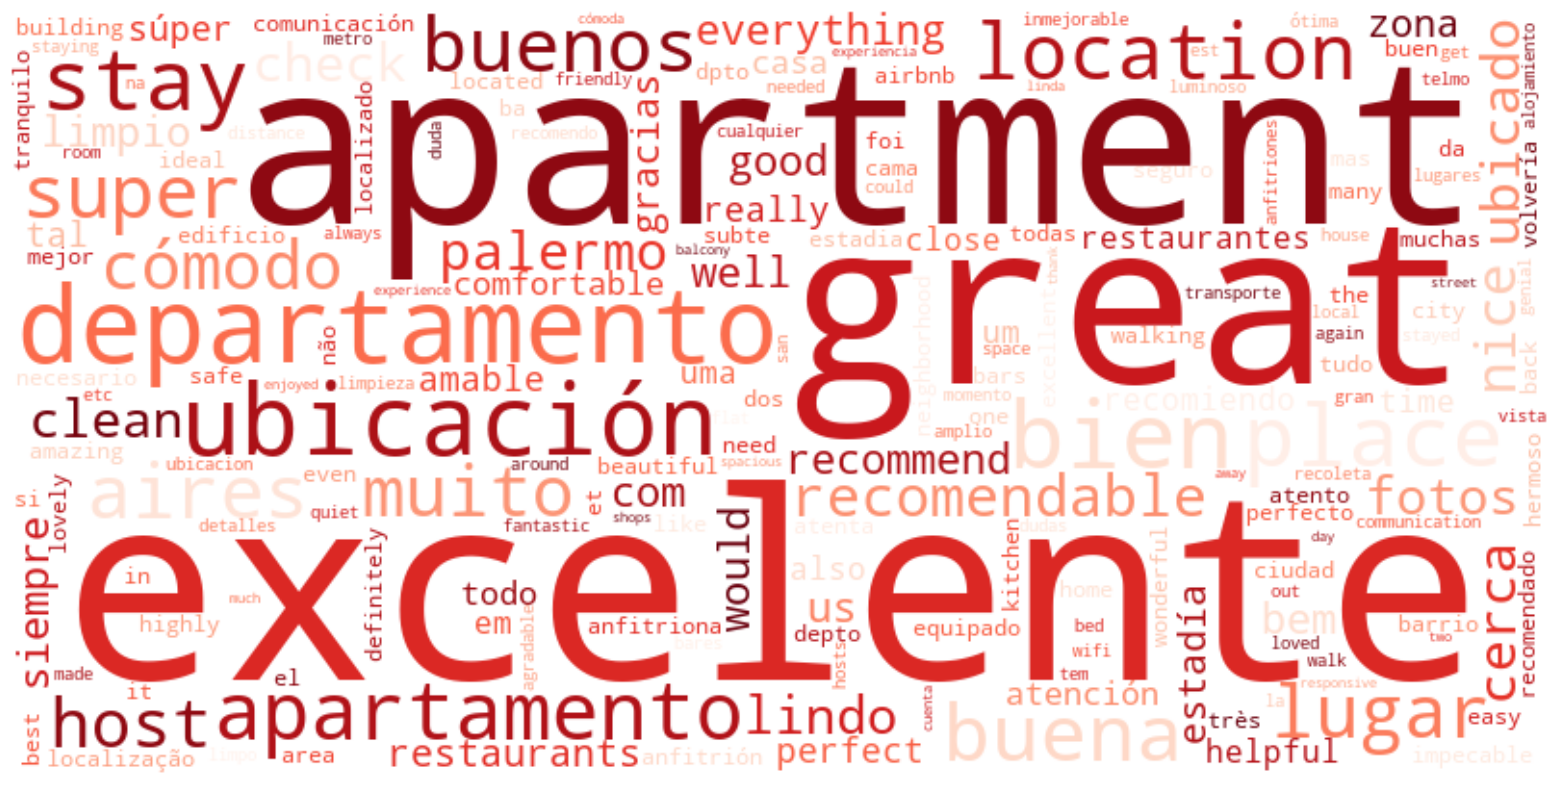 building súper comunicación buenos everything location zona ubicado
staying metro check located friendly gracias dpto casa needed airbnb experiencia cómoda inmejorable est ótima buen get
tranquilo stay na localizado ba recomendo duda apartment linda luminoso telmo alojamiento
limpio distance room ideal cualquier good foi cama could seguro anfitriones mas da many lugares volvería
super really
tal edificio always palermo subte estadia close todas restaurantes house muchas nice
mejor cómodo comfortable balcony well great thank transporte street genial
departamento experience neighborhood excellent um space walking the local again city stayed
não san tudo back
necesario safe enjoyed limpieza amable uma bars momento gran time
etc clean ubicación dos flat one amplio recomiendo vista
amazing ubicacion even around beautiful need spacious recommend bien place away recoleta hermoso
si lovely aires muito et com recomendable atento fotos
detalles quiet fantastic shops like would atenta dudas perfecto communication
siempre in much definitely excelente todo also kitchen home wonderful day ciudad out cerca
highly em anfitriona us depto equipado bed wifi bem barrio two recomendado
made it el agradable bares hosts tem estadía loved walk
host apartamento lindo atención responsive la lugar
best localização limpo area restaurants anfitrión perfect cuenta buena très helpful easy impecable